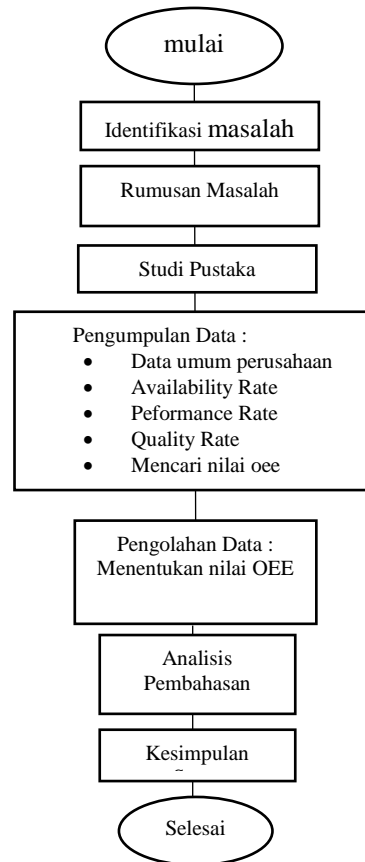 mulai
Identifikasi masalah
Rumusan Masalah
Studi Pustaka
Pengumpulan Data :
• Data umum perusahaan
• Availability Rate
• Peformance Rate
• Quality Rate
• Mencari nilai oee
Pengolahan Data :
Menentukan nilai OEE
Analisis
Pembahasan
Kesimpulan
Selesai